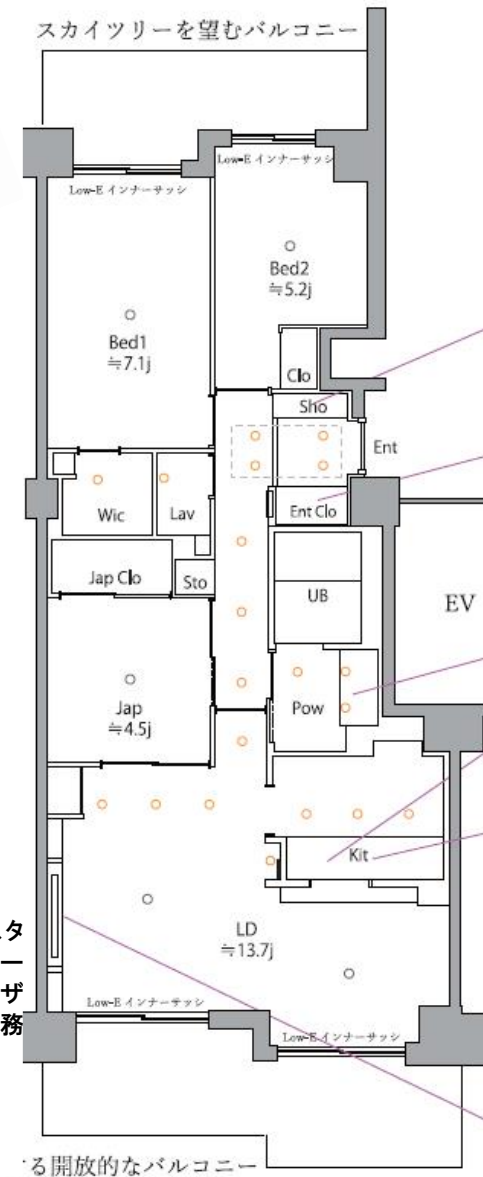 スカイツリーを望むバルコニー
Low-E インナーサッシ
Low-E インナーサッシ
Bed2
≒5.2j
Bed1
≒7.1j
Clo
Sho
Ent
Wic
Lav
Ent Clo
Jap Clo
Sto
UB
EV
Jap
≒4.5j
Pow
Kit
LD
≒13.7j
タ
ー
ザ
務
Low-E インナーサッシ
Low-E インナーサッシ
る開放的なバルコニー